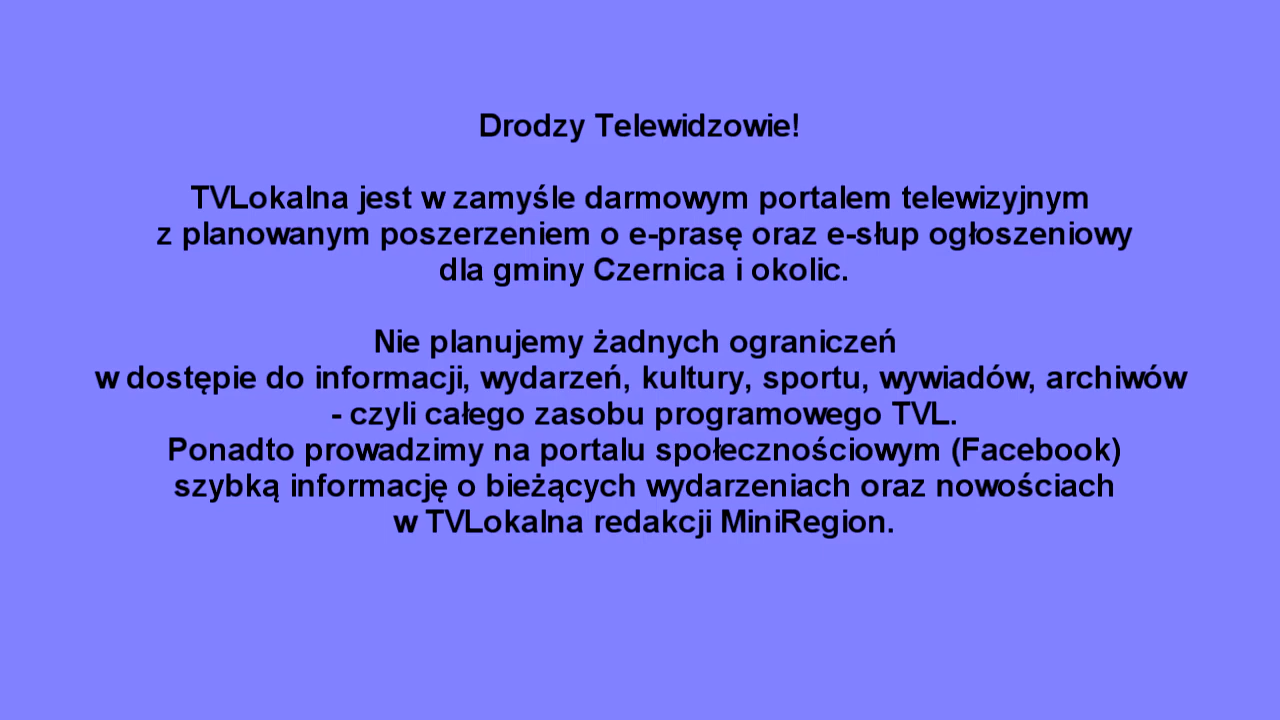 Drodzy Telewidzowie!
TVLokalna jest w zamyśle darmowym portalem telewizyjnym
z planowanym poszerzeniem o e-prasę oraz e-słup ogłoszeniowy
dla gminy Czernica i okolic.
Nie planujemy żadnych ograniczeń
w dostępie do informacji, wydarzeń, kultury, sportu, wywiadów, archiwów
- czyli całego zasobu programowego TVL.
Ponadto prowadzimy na portalu społecznościowym (Facebook)
szybką informację o bieżących wydarzeniach oraz nowościach
w TVLokalna redakcji MiniRegion.